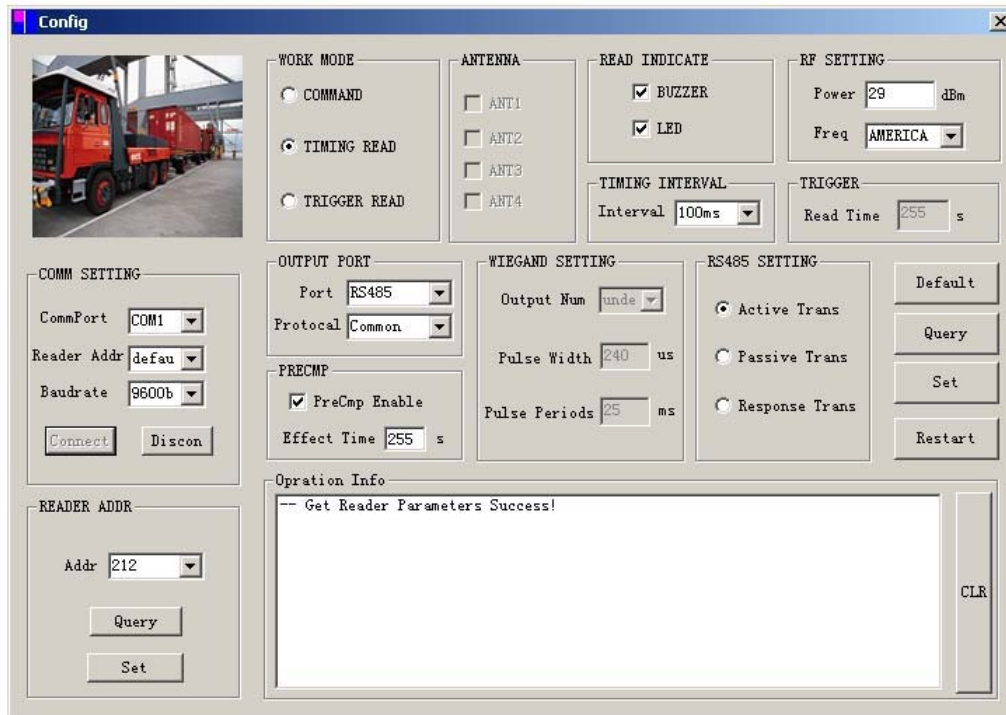 Config
WORK MODE
COMMAND
TIMING READ
TRIGGER READ
ANTENNA
ANT1
ANT2
ANT3
ANT4
READ INDICATE
BUZZER
LED
RF SETTING
Power 29 dBm
Freq AMERICA
TIMING INTERVAL
Interval 100ms
TRIGGER
Read Time 255 s
COMM SETTING
CommPort COM1
Reader Addr defau
Baudrate 9600b
Connect Discon
OUTPUT PORT
Port RS485
Protocal Common
PRECMP
PreCmp Enable
Effect Time 255 s
WIEGAND SETTING
Output Num unde
Pulse Width 240 us
Pulse Periods 25 ms
RS485 SETTING
Active Trans
Passive Trans
Response Trans
Default
Query
Set
Restart
READER ADDR
Addr 212
Query
Set
Opration Info
-- Get Reader Parameters Success!
CLR